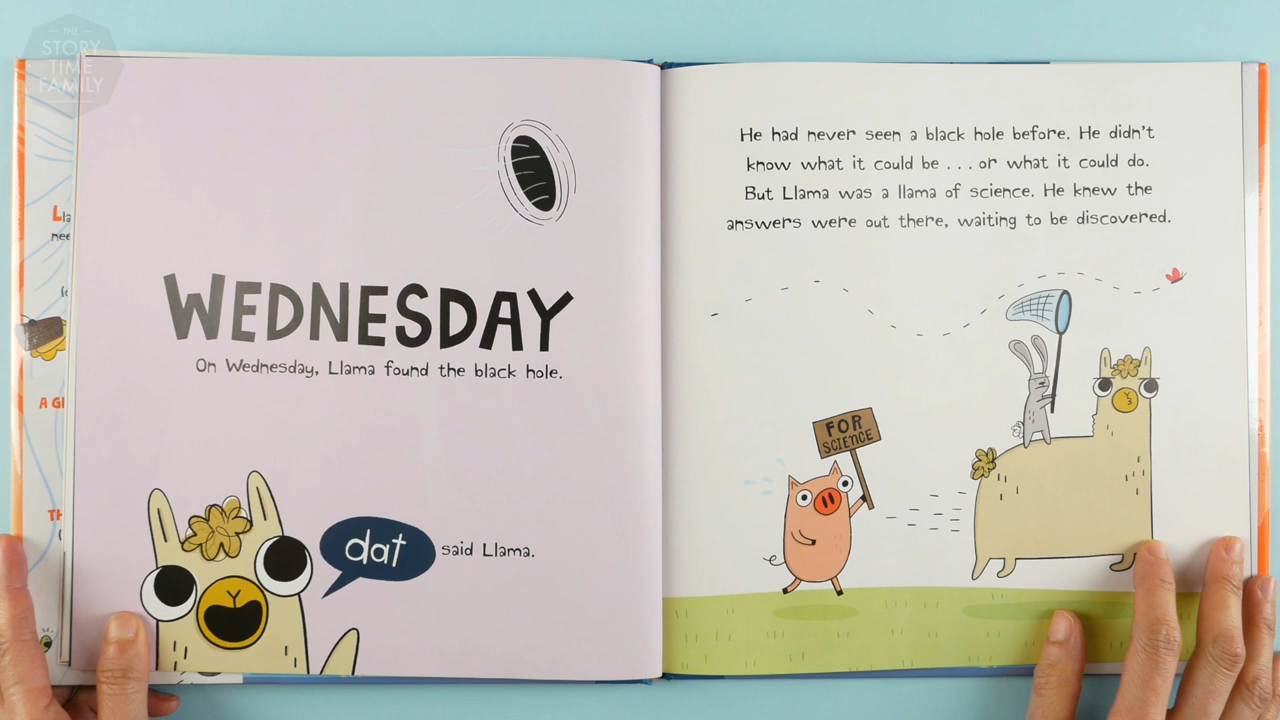 THE
STORY
TIME
FAMILY
WEDNESDAY
On Wednesday, Llama found the black hole.
dat said Llama.
He had never seen a black hole before. He didn't
know what it could be ... or what it could do.
But Llama was a llama of science. He knew the
answers were out there, waiting to be discovered.
FOR
SCIENCE